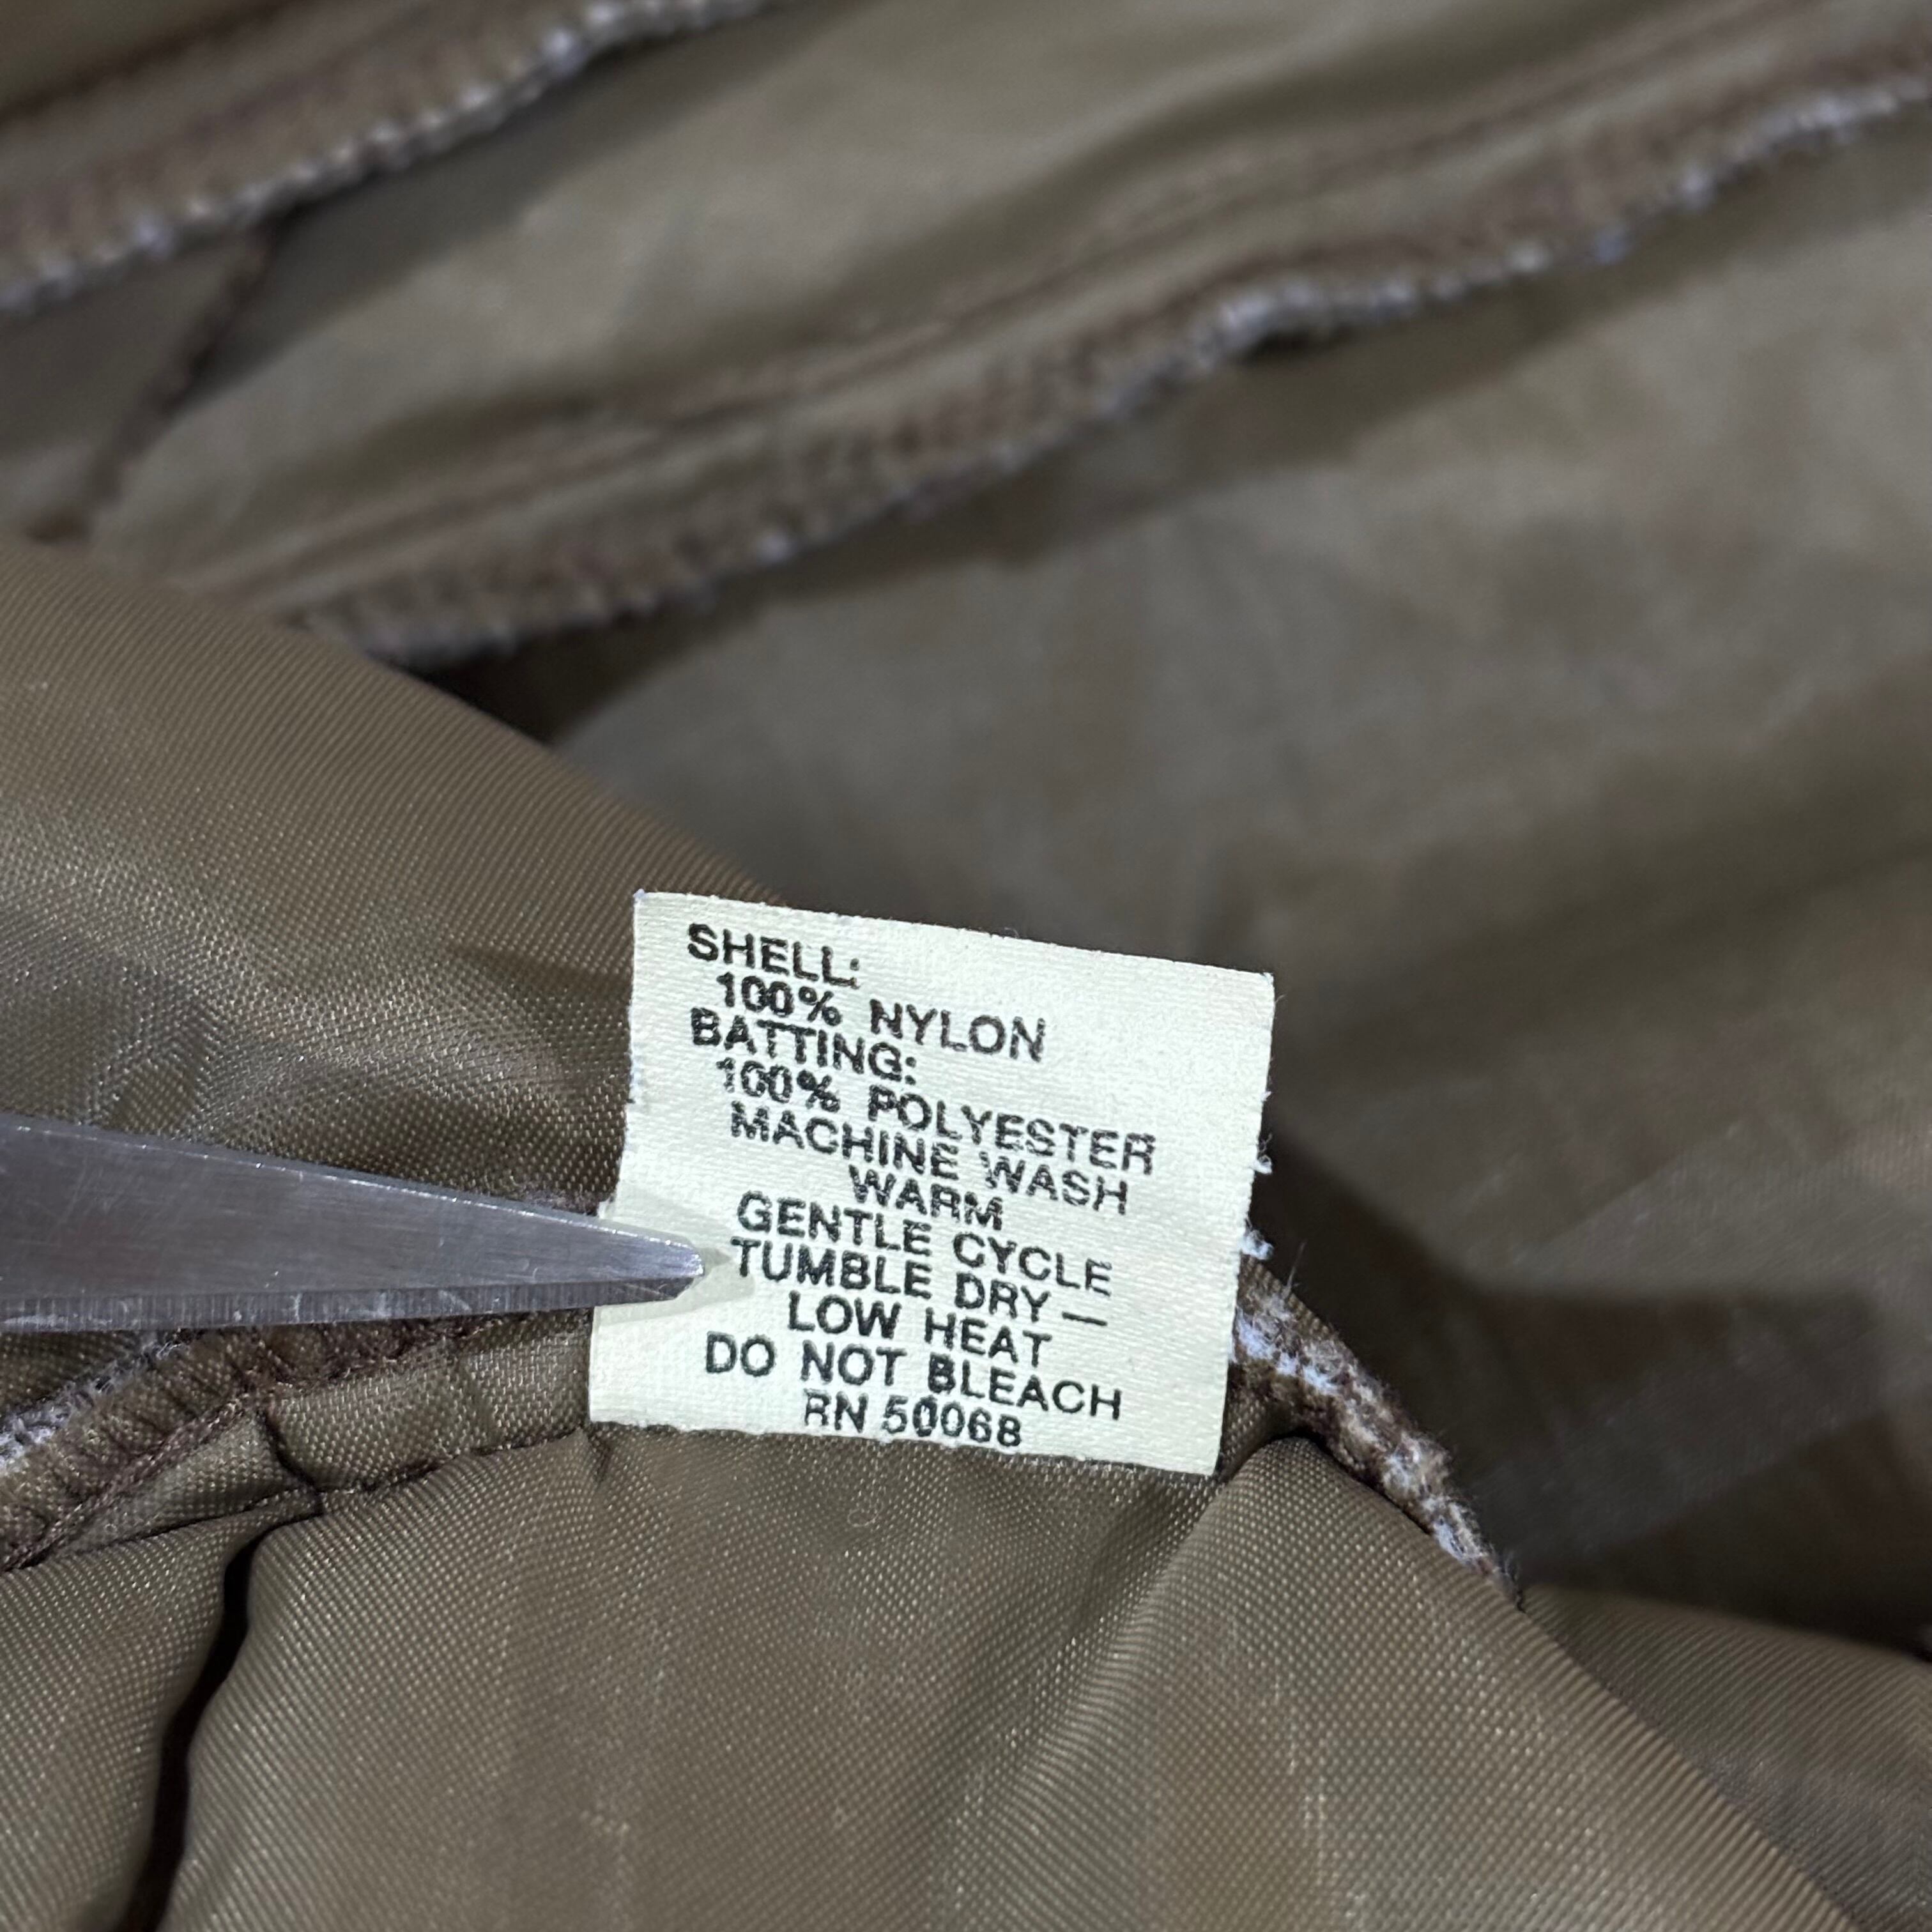 SHELL:
100% NYLON
BATTING:
100% POLYESTER
MACHINE WASH
WARM
GENTLE CYCLE
TUMBLE DRY —
LOW HEAT
DO NOT BLEACH
RN 50068